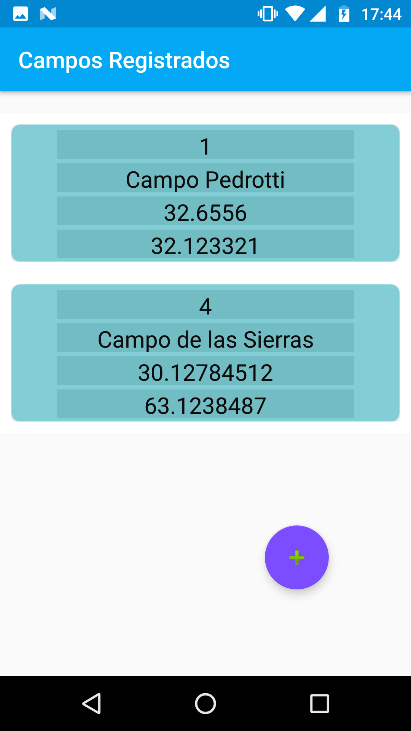 17:44
Campos Registrados
1
Campo Pedrotti
32.6556
32.123321
4
Campo de las Sierras
30.12784512
63.1238487
+